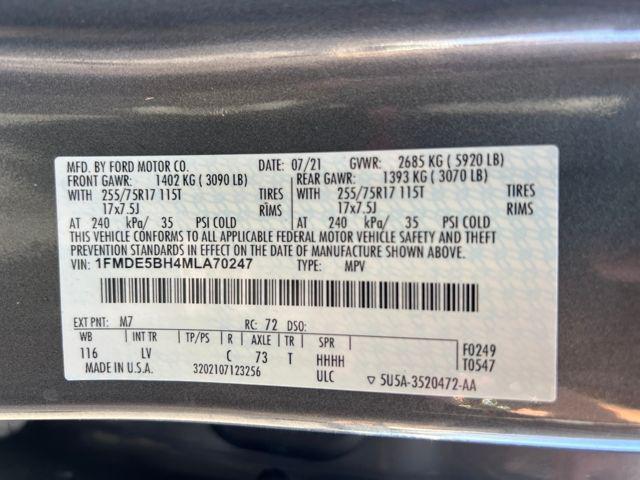 MFD. BY FORD MOTOR CO. DATE: 07/21 GVWR: 2685 KG ( 5920 LB)
FRONT GAWR: 1402 KG ( 3090 LB) REAR GAWR: 1393 KG ( 3070 LB)
WITH 255/75R17 115T TIRES WITH 255/75R17 115T TIRES
17x7.5J RIMS 17x7.5J RIMS
AT 240 kPa/ 35 PSI COLD AT 240 kPa/ 35 PSI COLD
THIS VEHICLE CONFORMS TO ALL APPLICABLE FEDERAL MOTOR VEHICLE SAFETY AND THEFT
PREVENTION STANDARDS IN EFFECT ON THE DATE OF MANUFACTURE SHOWN ABOVE.
VIN: 1FMDE5BH4MLA70247 TYPE: MPV
EXT PNT: M7 RC: 72 DSO:
WB INT TR TP/PS R AXLE TR SPR F0249
116 LV C 73 T HHHH T0547
MADE IN U.S.A. 3202107123256 ULC ▽ 5U5A-3520472-AA